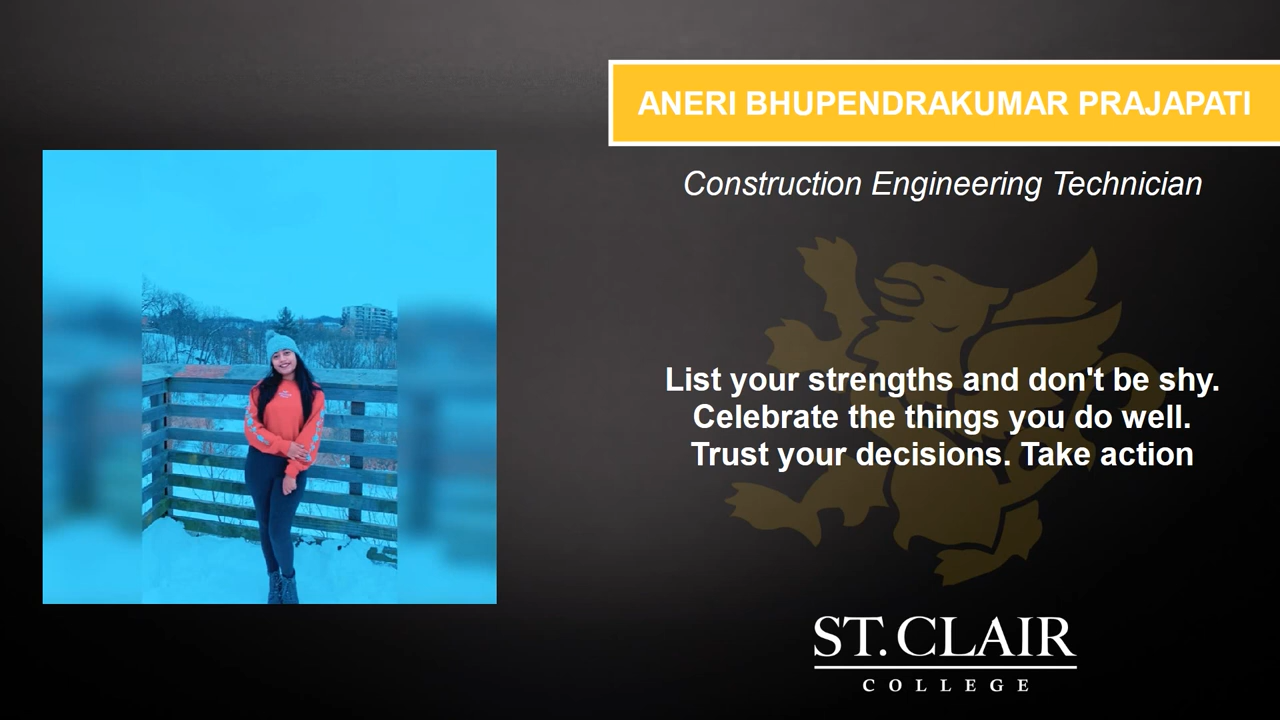 ANERI BHUPENDRAKUMAR PRAJAPATI
Construction Engineering Technician
List your strengths and don't be shy.
Celebrate the things you do well.
Trust your decisions. Take action
ST. CLAIR
COLLEGE